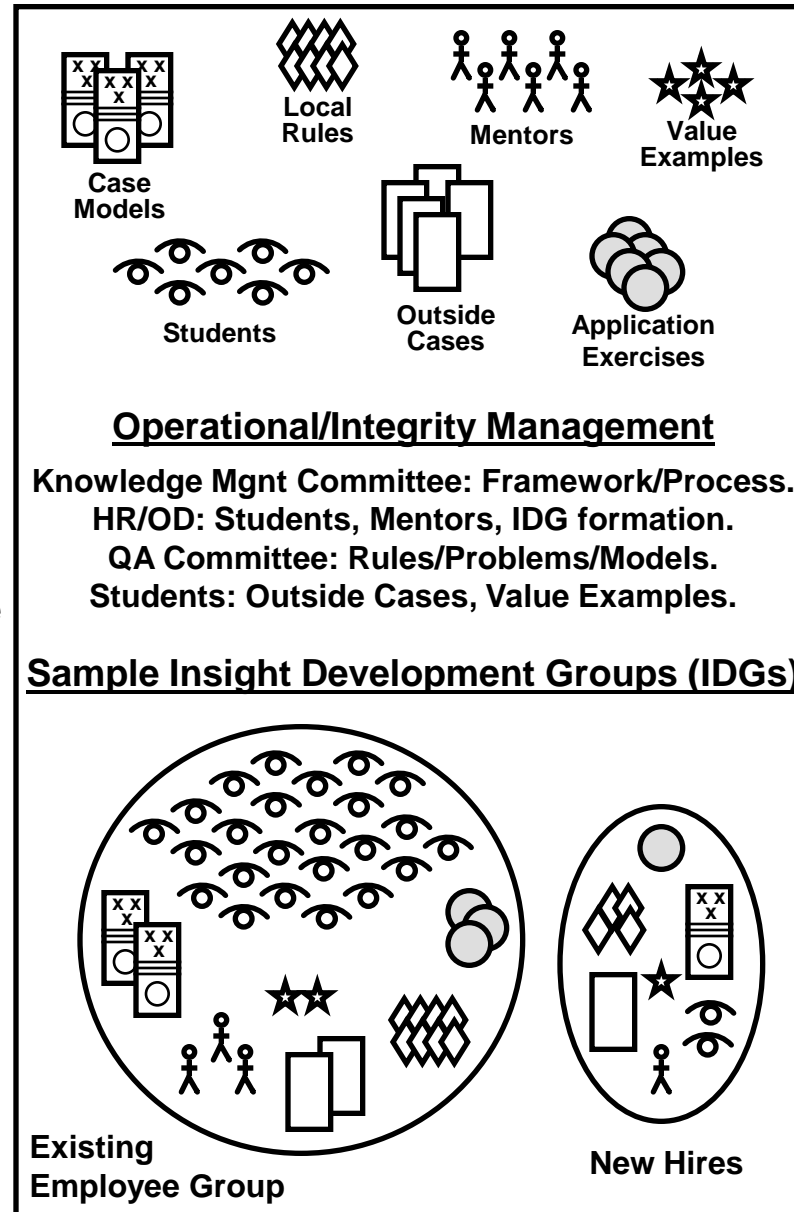 x x
x x
x x
x
Local
Rules
Mentors
Value
Examples
Case
Models
Students
Outside
Cases
Application
Exercises
Operational/Integrity Management
Knowledge Mgnt Committee: Framework/Process.
HR/OD: Students, Mentors, IDG formation.
QA Committee: Rules/Problems/Models.
Students: Outside Cases, Value Examples.
Sample Insight Development Groups (IDGs)
x x
x
x x
x
x x
x
Existing
Employee Group
New Hires